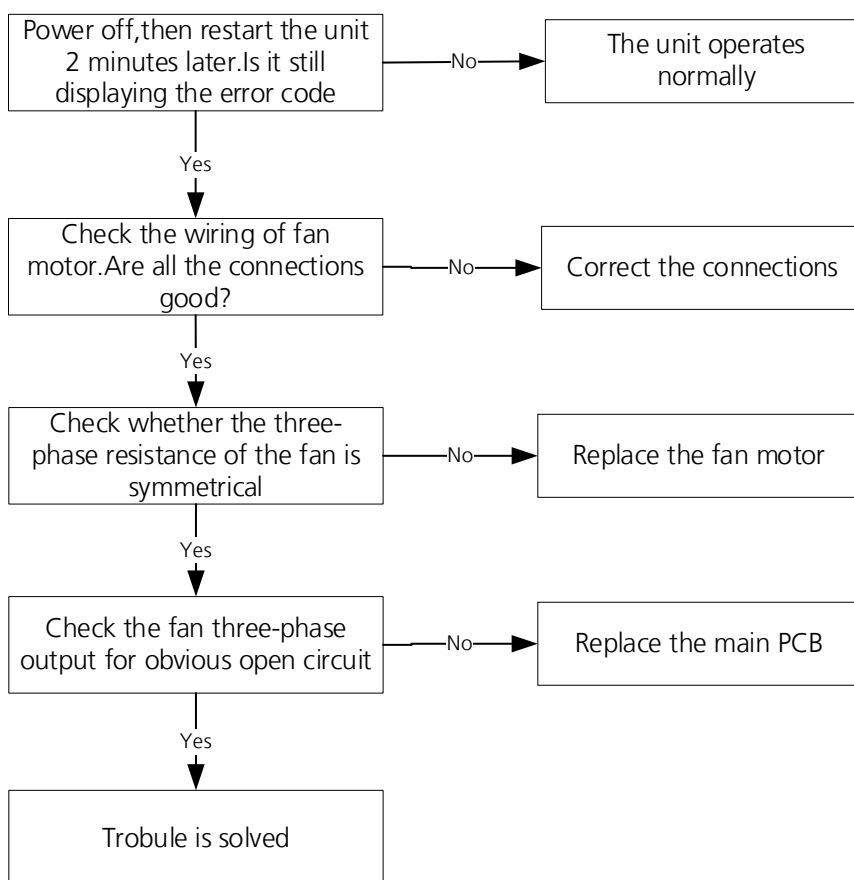 Power off,then restart the unit
2 minutes later.Is it still
displaying the error code
No
The unit operates
normally
Yes
Check the wiring of fan
motor.Are all the connections
good?
No
Correct the connections
Yes
Check whether the three-
phase resistance of the fan is
symmetrical
No
Replace the fan motor
Yes
Check the fan three-phase
output for obvious open circuit
No
Replace the main PCB
Yes
Trobule is solved